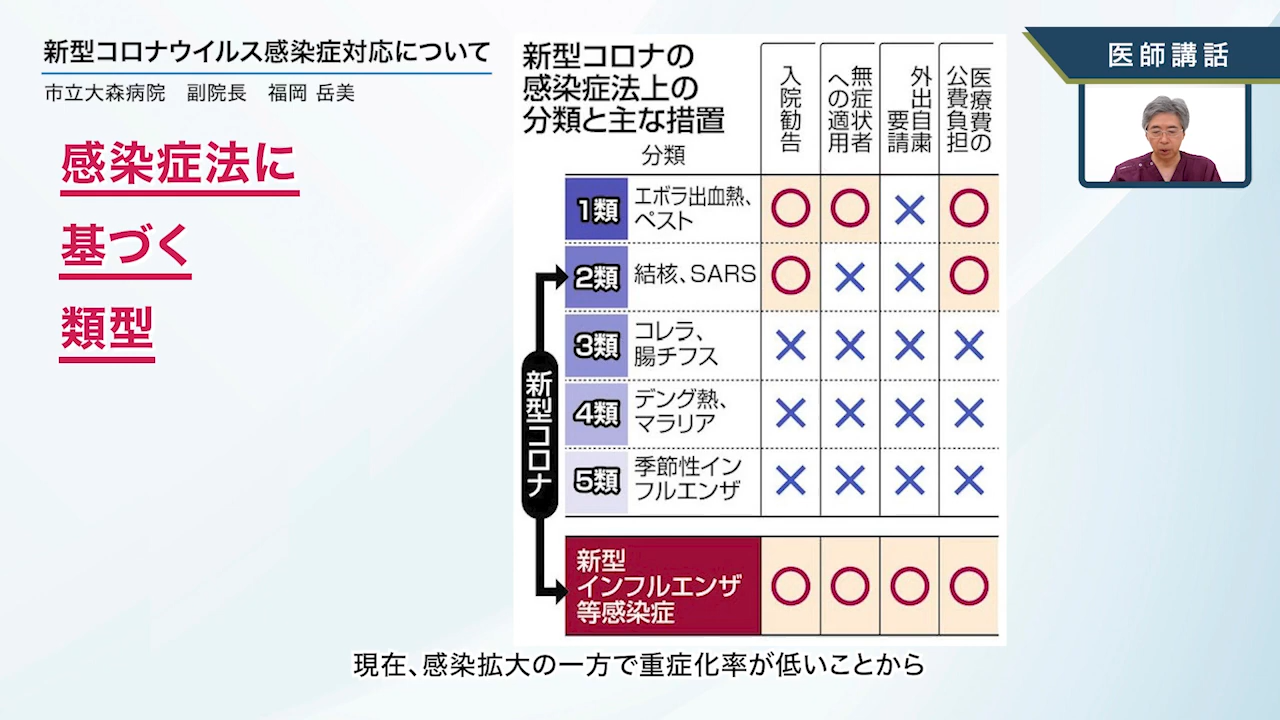 新型コロナウイルス感染症対応について
市立大森病院 副院長 福岡 岳美
感染症法に
基づく
類型
医師講話
新型コロナの
感染症法上の
分類と主な措置
分類
入院勧告
無症状者
への適用
外出自粛
要請
医療費の
公費負担
1類 エボラ出血熱、
ペスト
○ ○ × ○
2類 結核、SARS ○ × × ○
3類 コレラ、
腸チフス
× × × ×
4類 デング熱、
マラリア
× × × ×
5類 季節性イン
フルエンザ
× × × ×
新型コロナ
新型
インフルエンザ
等感染症
○ ○ ○ ○
現在、感染拡大の一方で重症化率が低いことから